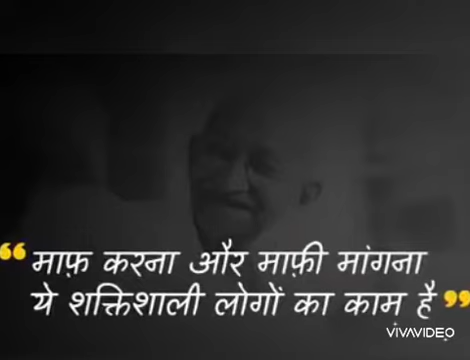 “ माफ़ करना और माफ़ी मांगना
ये शक्तिशाली लोगों का काम है ”
VIVAVIDEO